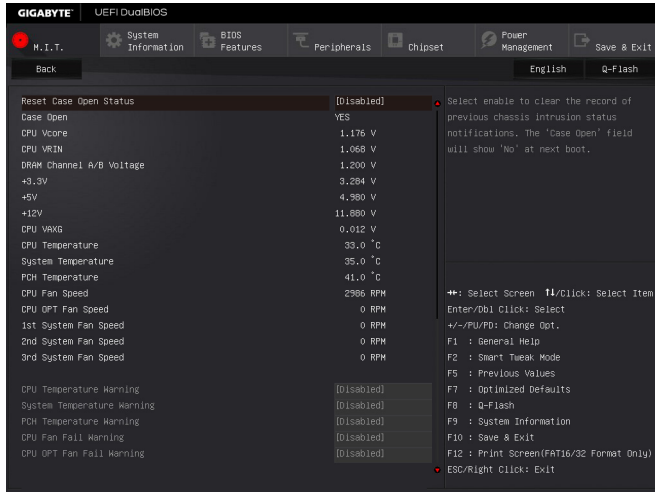 GIGABYTE™ UEFI DualBIOS
M.I.T.
System Information
BIOS Features
Peripherals
Chipset
Power Management
Save & Exit
Back
English
Q-Flash
Reset Case Open Status [Disabled]
Case Open YES
CPU Vcore 1.176 V
CPU VRIN 1.068 V
DRAM Channel A/B Voltage 1.200 V
+3.3V 3.284 V
+5V 4.980 V
+12V 11.880 V
CPU VAXG 0.012 V
CPU Temperature 33.0 °C
System Temperature 35.0 °C
PCH Temperature 41.0 °C
CPU Fan Speed 2986 RPM
CPU OPT Fan Speed 0 RPM
1st System Fan Speed 0 RPM
2nd System Fan Speed 0 RPM
3rd System Fan Speed 0 RPM
CPU Temperature Warning [Disabled]
System Temperature Warning [Disabled]
PCH Temperature Warning [Disabled]
CPU Fan Fail Warning [Disabled]
CPU OPT Fan Fail Warning [Disabled]
Select enable to clear the record of
previous chassis intrusion status
notifications. The 'Case Open' field
will show 'No' at next boot.
→←: Select Screen ↑↓/Click: Select Item
Enter/Dbl Click: Select
+/-/PU/PD: Change Opt.
F1 : General Help
F2 : Smart Tweak Mode
F5 : Previous Values
F7 : Optimized Defaults
F8 : Q-Flash
F9 : System Information
F10 : Save & Exit
F12 : Print Screen(FAT16/32 Format Only)
ESC/Right Click: Exit